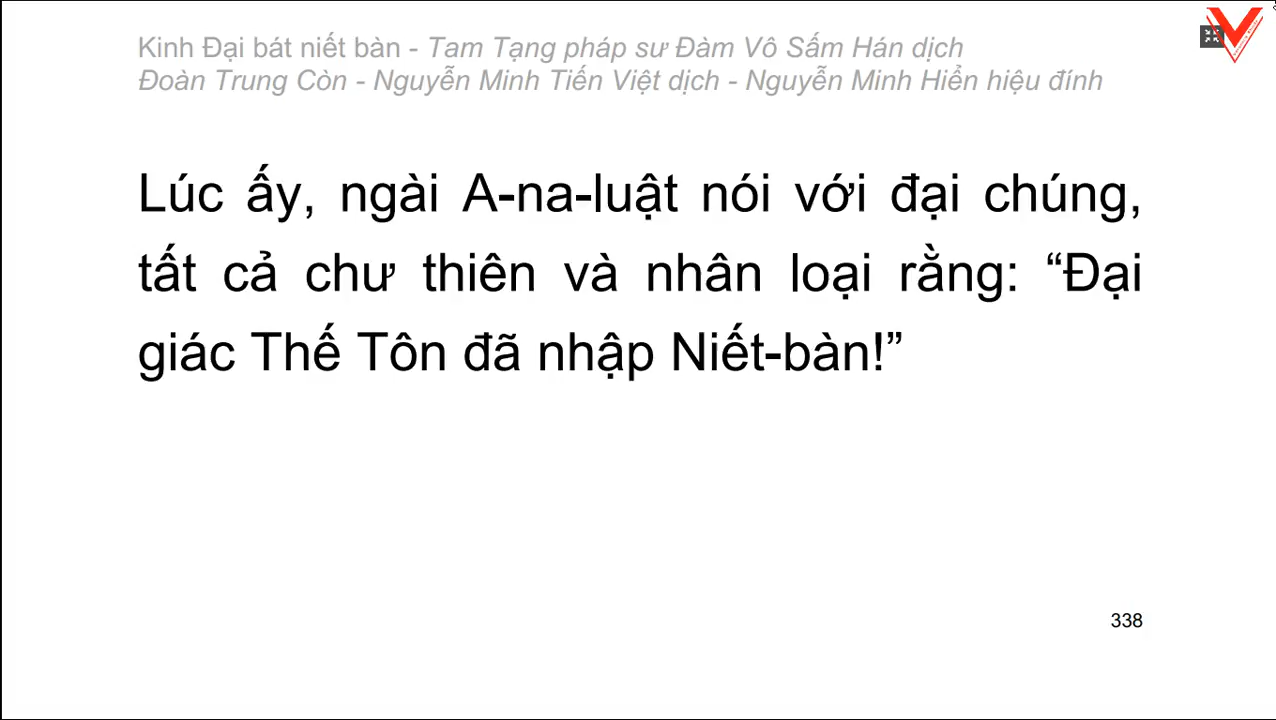 Kinh Đại bát niết bàn - Tam Tạng pháp sư Đàm Vô Sấm Hán dịch
Đoàn Trung Còn - Nguyễn Minh Tiến Việt dịch - Nguyễn Minh Hiển hiệu đính
Lúc ấy, ngài A-na-luật nói với đại chúng,
tất cả chư thiên và nhân loại rằng: “Đại
giác Thế Tôn đã nhập Niết-bàn!”
338